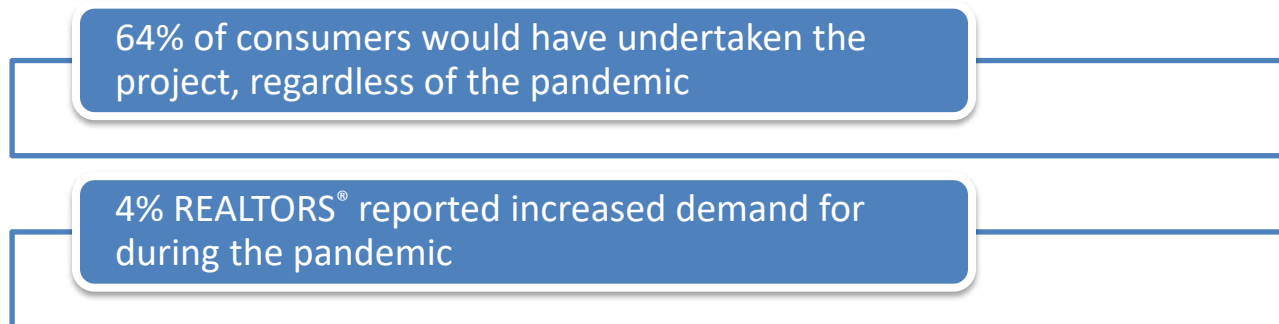 64% of consumers would have undertaken the
project, regardless of the pandemic
4% REALTORS® reported increased demand for
during the pandemic